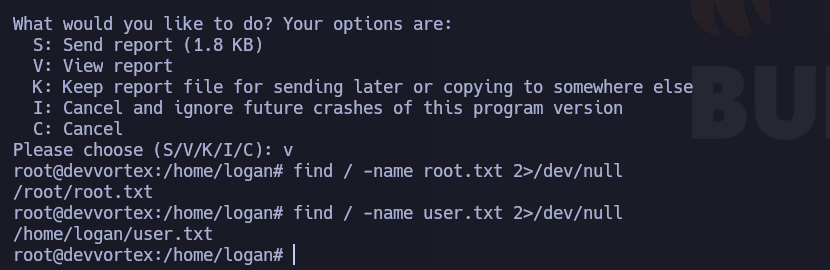 What would you like to do? Your options are:
  S: Send report (1.8 KB)
  V: View report
  K: Keep report file for sending later or copying to somewhere else
  I: Cancel and ignore future crashes of this program version
  C: Cancel
Please choose (S/V/K/I/C): v
root@devvortex:/home/logan# find / -name root.txt 2>/dev/null
/root/root.txt
root@devvortex:/home/logan# find / -name user.txt 2>/dev/null
/home/logan/user.txt
root@devvortex:/home/logan#
BU